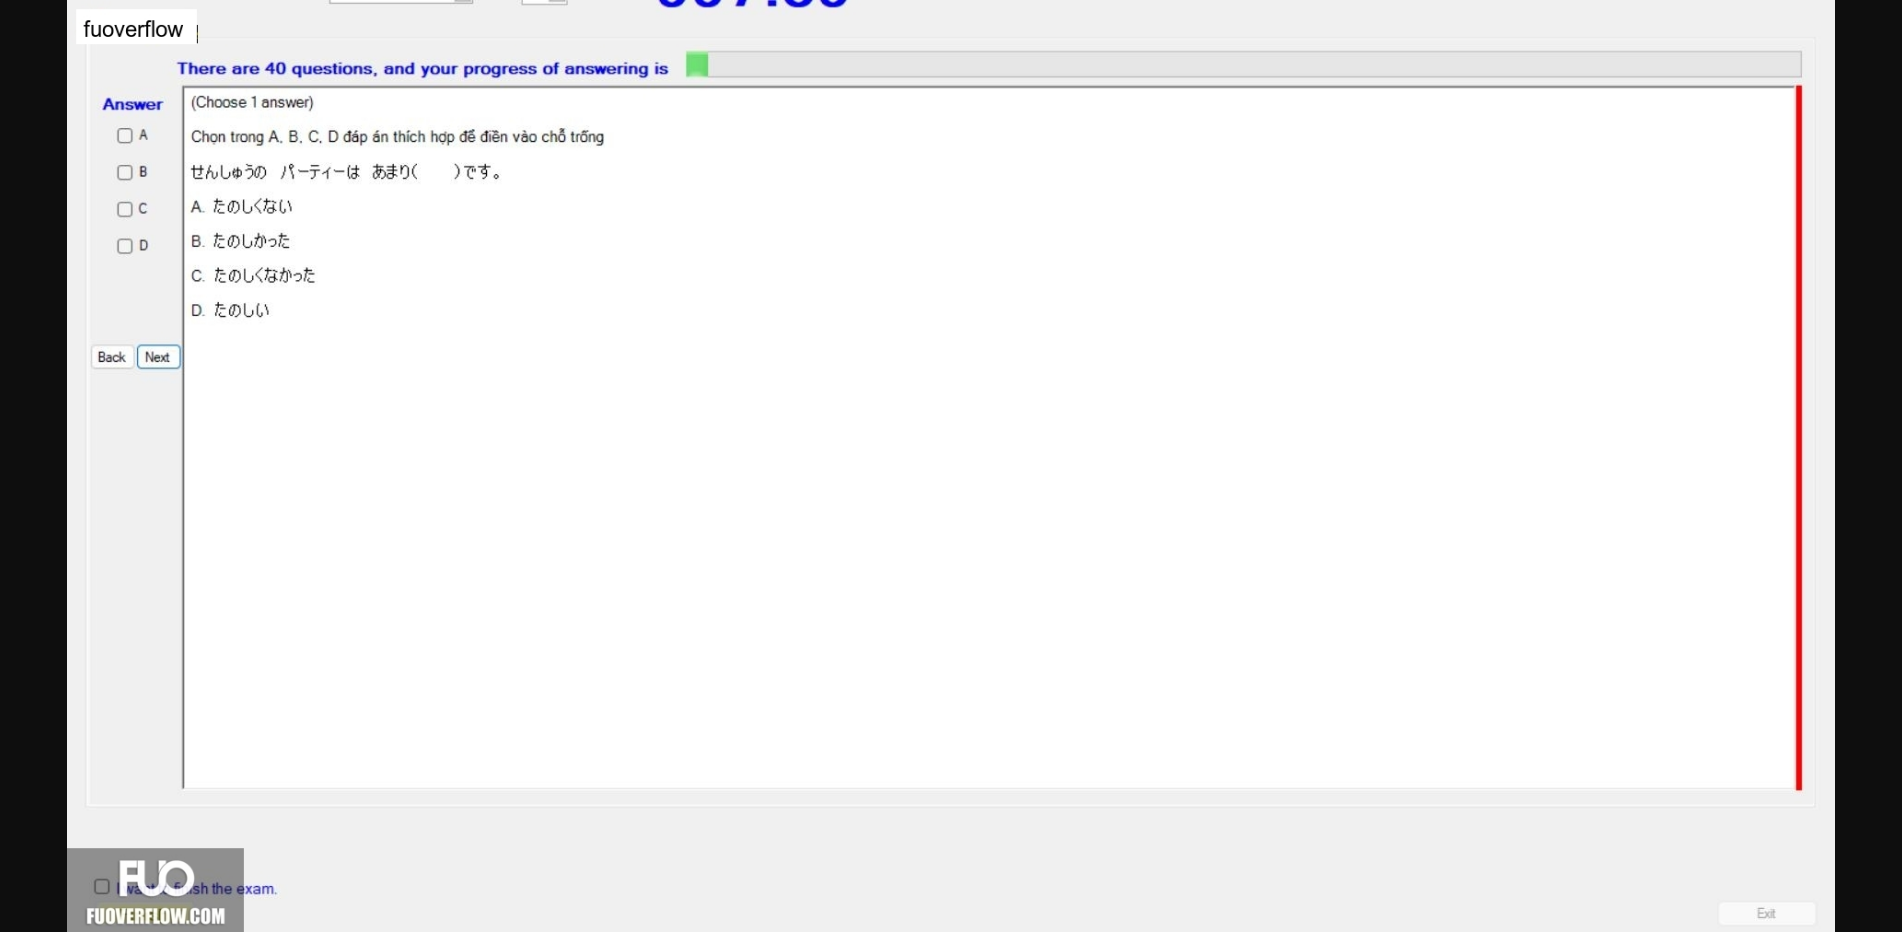 fuoverflow
There are 40 questions, and your progress of answering is
Answer
(Choose 1 answer)
A
Chọn trong A, B, C, D đáp án thích hợp để điền vào chỗ trống
B
せんしゅうの パーティーは あまり( )です。
C
A. たのしくない
D
B. たのしかった
C. たのしくなかった
D. たのしい
Back Next
FUO
the exam.
FUOVERFLOW.COM
Exit